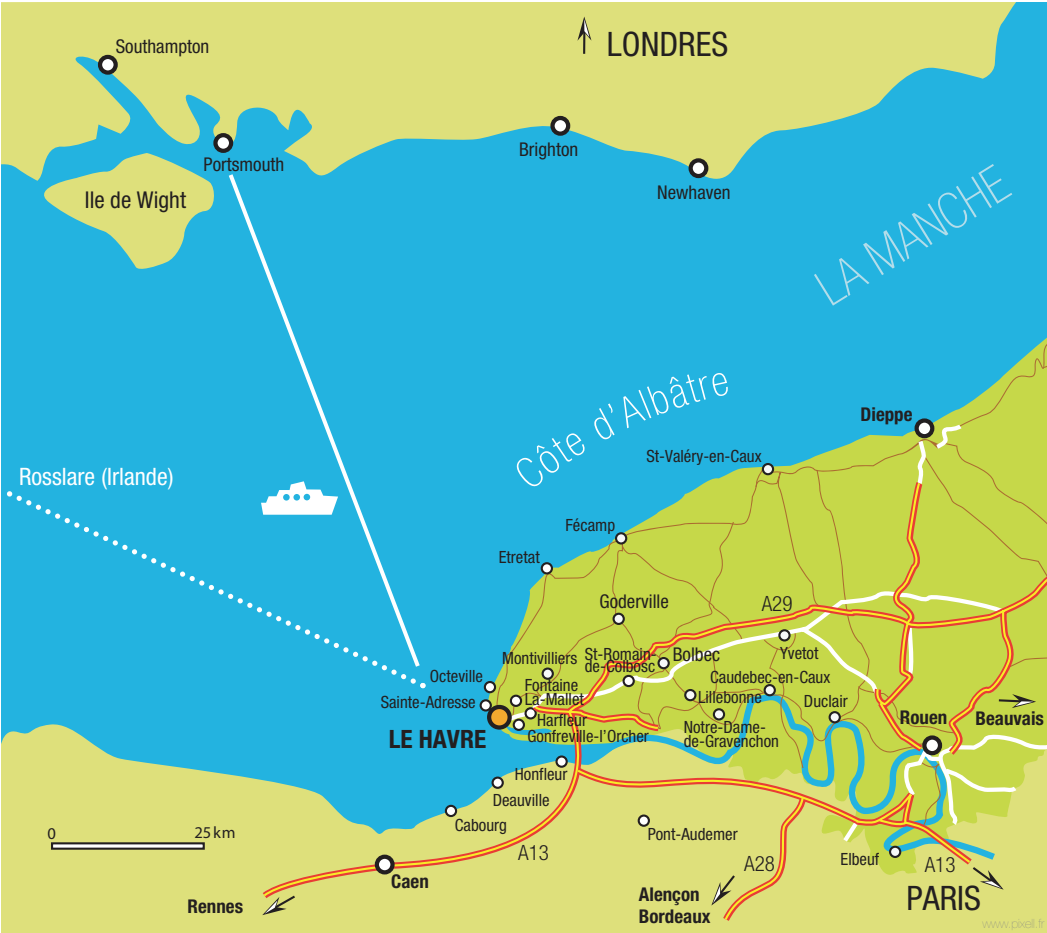 LONDRES
Southampton
Portsmouth
Brighton
Newhaven
Ile de Wight
LA MANCHE
Côte d'Albâtre
Dieppe
St-Valéry-en-Caux
Rosslare (Irlande)
Fécamp
Etretat
Goderville
A29
Yvetot
Montivilliers
St-Romain-
de-Colbosc
Bolbec
Octeville
Fontaine
La-Mallet
Caudebec-en-Caux
Sainte-Adresse
Lillebonne
Duclair
Harfleur
Notre-Dame-
de-Gravenchon
Rouen
Beauvais
LE HAVRE
Gonfreville-l'Orcher
Honfleur
Deauville
Cabourg
Pont-Audemer
0
25 km
A13
Elbeuf
A28
A13
Caen
Rennes
Alençon
Bordeaux
PARIS
www.pixell.fr